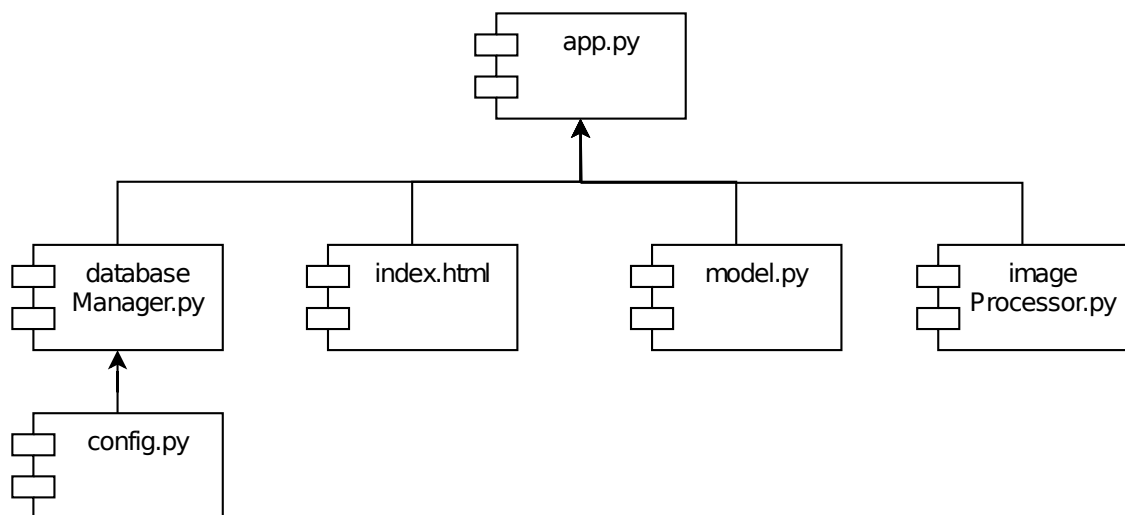 app.py
database
Manager.py
index.html
model.py
image
Processor.py
config.py